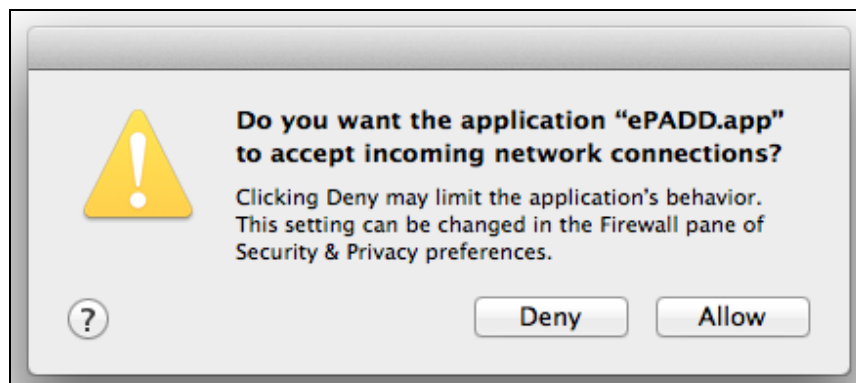 Do you want the application “ePADD.app”
to accept incoming network connections?
Clicking Deny may limit the application’s behavior.
This setting can be changed in the Firewall pane of
Security & Privacy preferences.
?
Deny
Allow